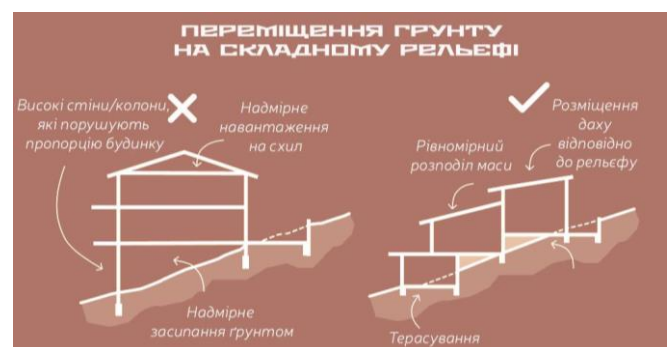 ПЕРЕМІЩЕННЯ ГРУНТУ
НА СКЛАДНОМУ РЕЛЬЄФІ
Високі стіни/колони,
які порушують
пропорцію будинку
Надмірне
навантаження
на схил
Надмірне
засипання ґрунтом
Рівномірний
розподіл маси
Розміщення
даху
відповідно
до рельєфу
Терасування